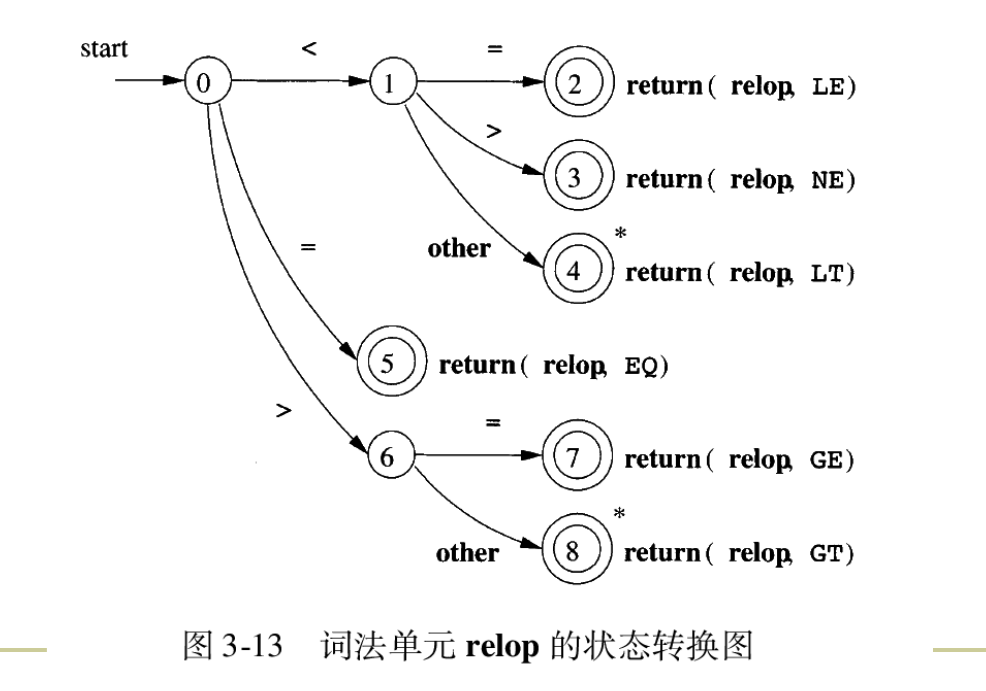 start
<
=
0
1
2
return( relop, LE)
>
3
return( relop, NE)
other
*
4
return( relop, LT)
=
5
return( relop, EQ)
>
=
6
7
return( relop, GE)
other
*
8
return( relop, GT)
图 3-13 词法单元 relop 的状态转换图